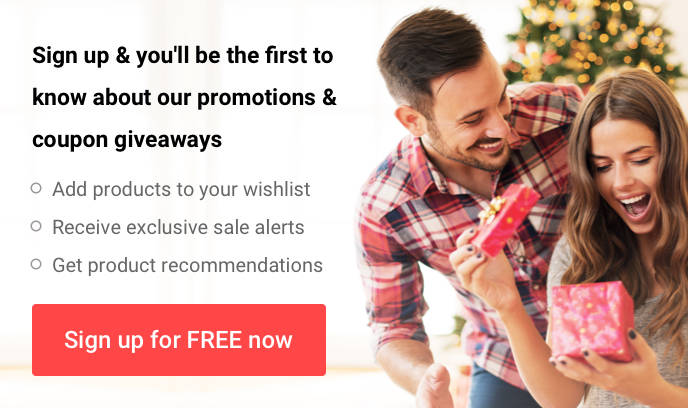 Sign up & you'll be the first to
know about our promotions &
coupon giveaways
Add products to your wishlist
Receive exclusive sale alerts
Get product recommendations
Sign up for FREE now